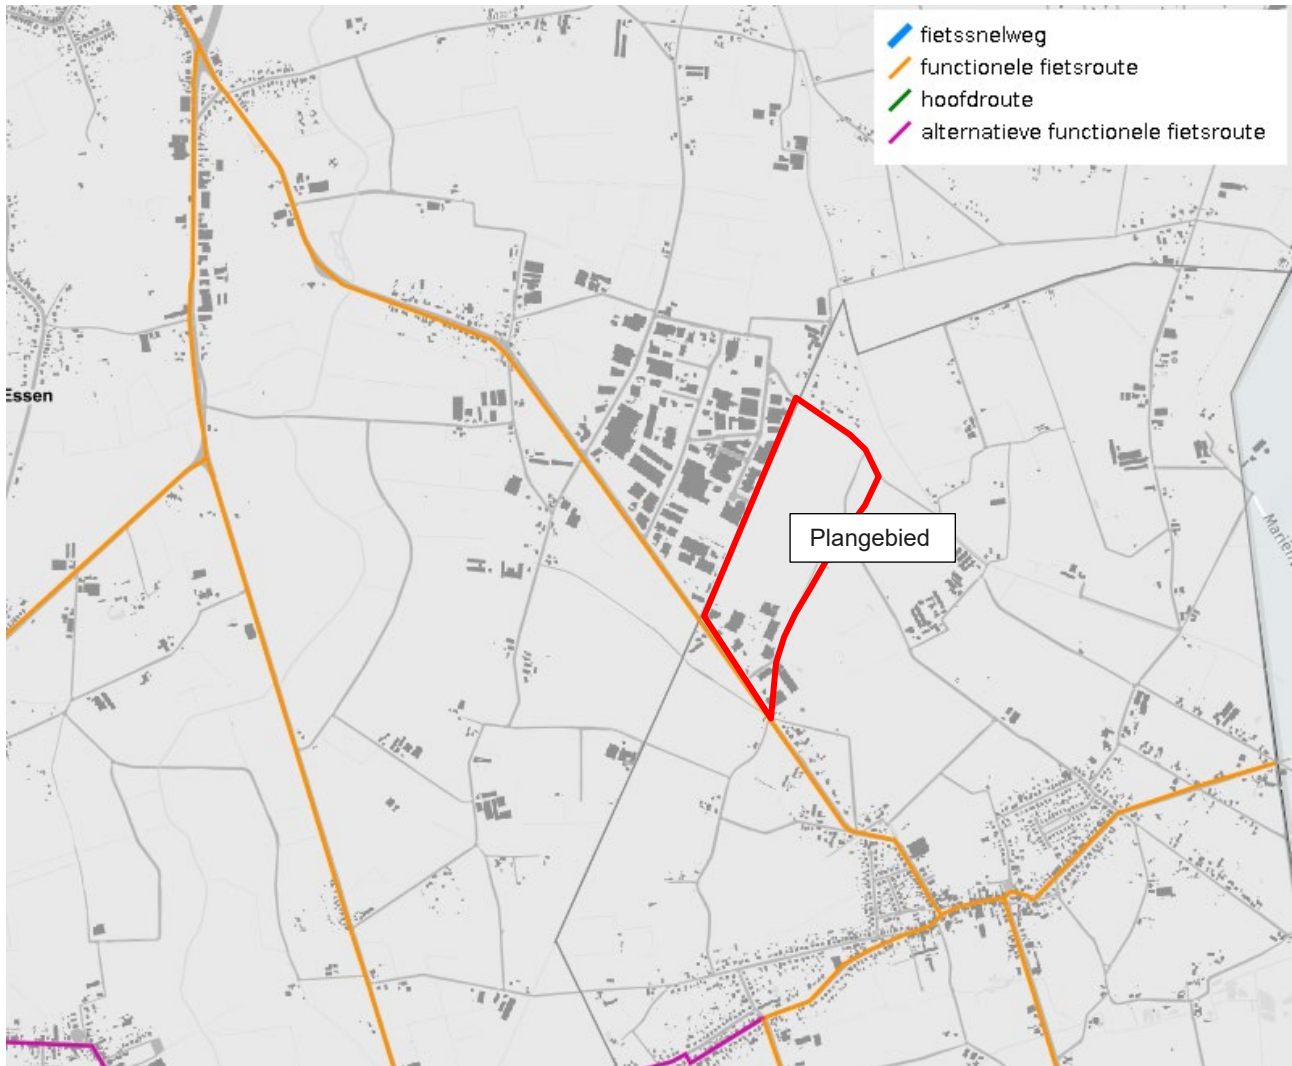 fietssnelweg
functionele fietsroute
hoofdroute
alternatieve functionele fietsroute
Essen
Plangebied